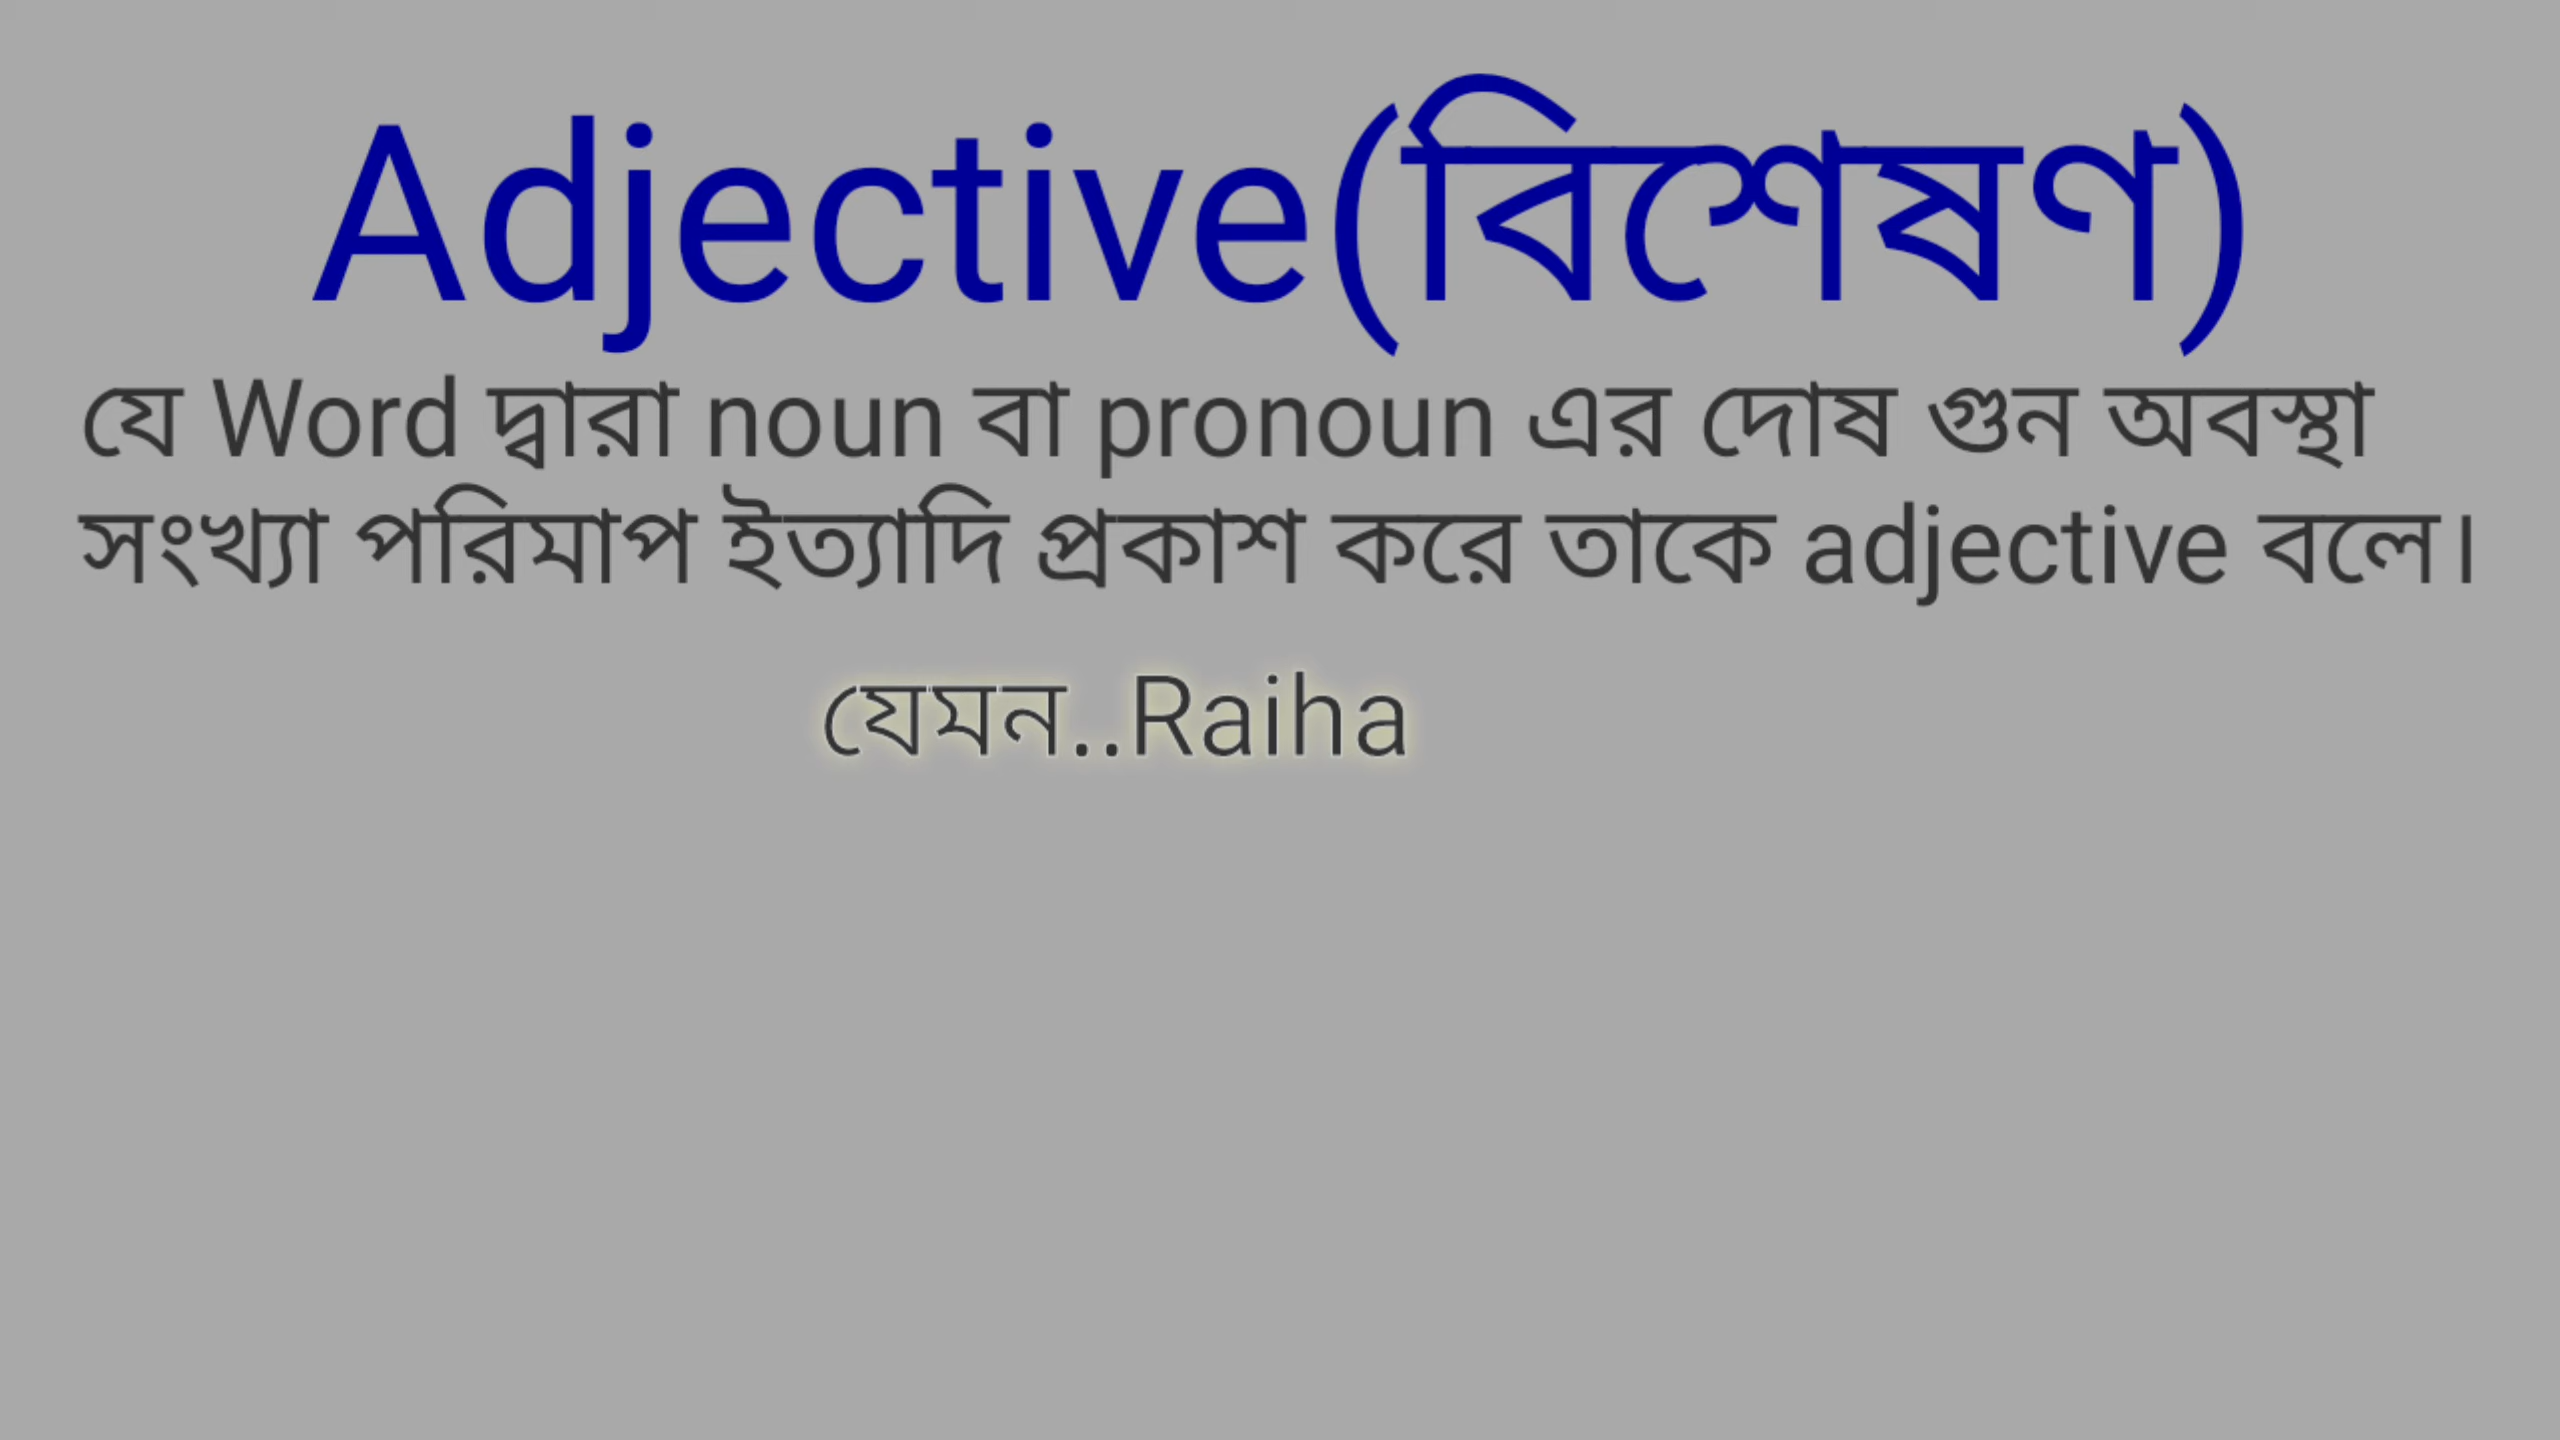 Adjective(বিশেষণ)
যে Word দ্বারা noun বা pronoun এর দোষ গুন অবস্থা
সংখ্যা পরিমাপ ইত্যাদি প্রকাশ করে তাকে adjective বলে।
যেমন..Raiha